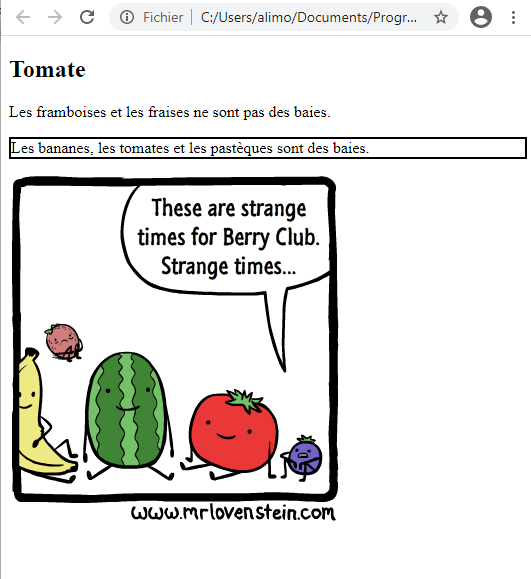 Fichier
C:/Users/alimo/Documents/Progr...
Tomate
Les framboises et les fraises ne sont pas des baies.
Les bananes, les tomates et les pastèques sont des baies.
These are strange
times for Berry Club.
Strange times...
www.mrlovenstein.com